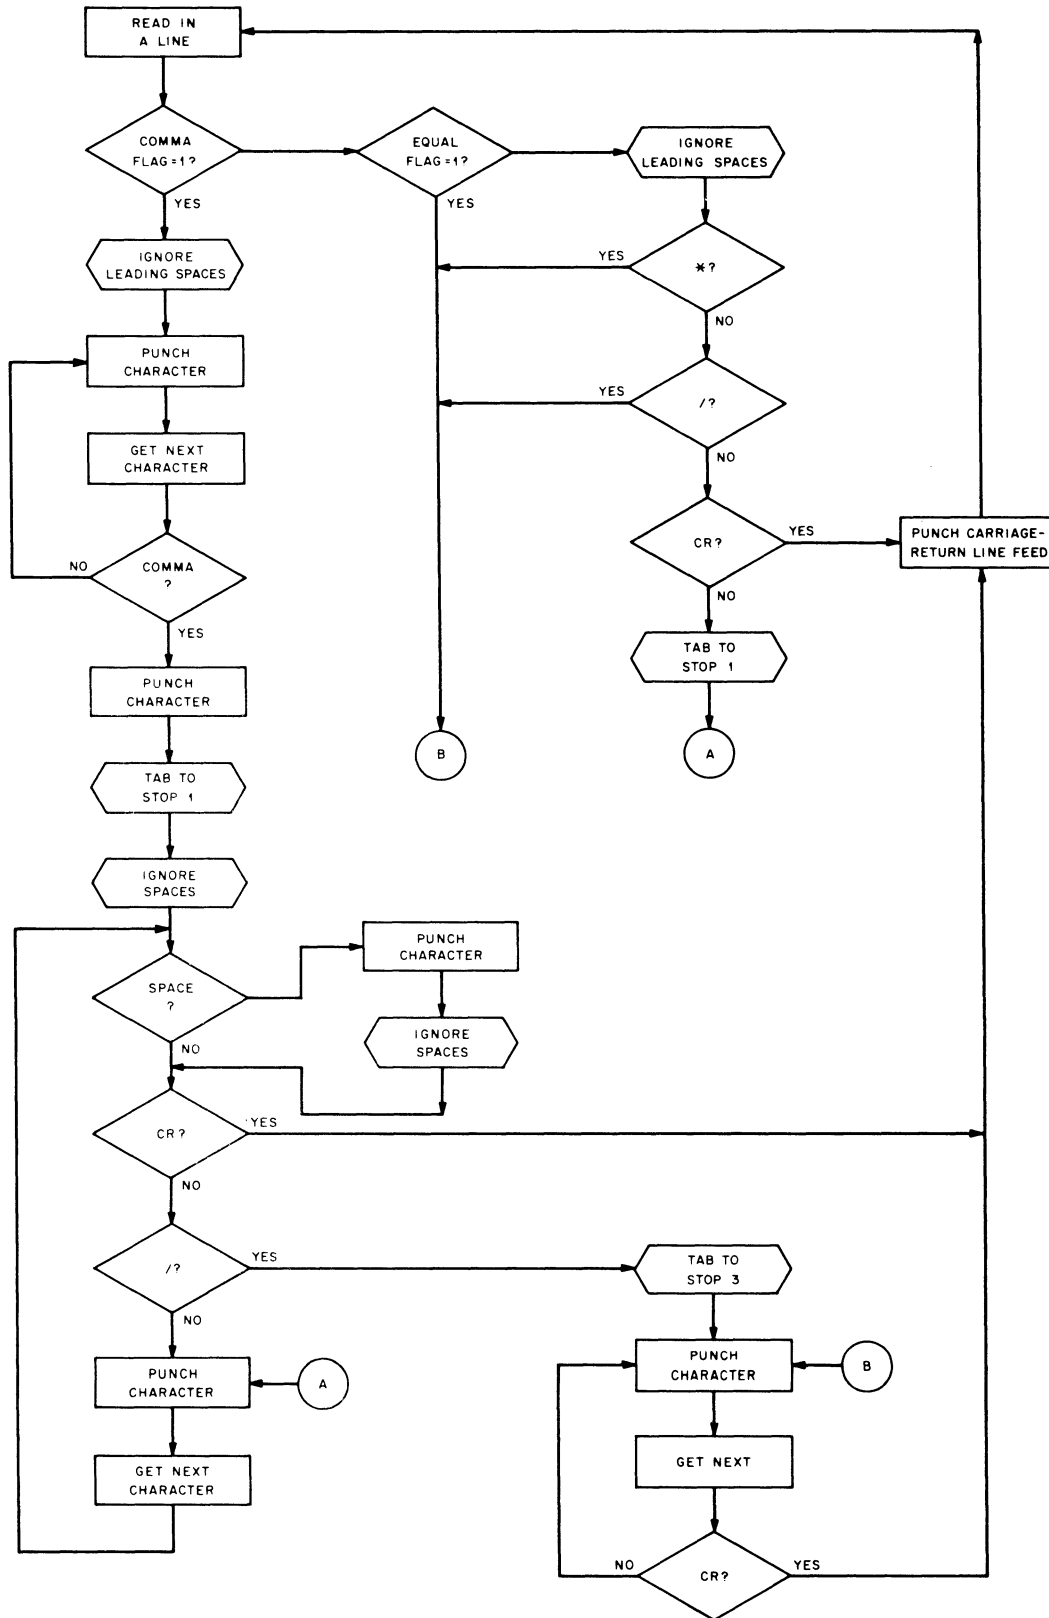 READ IN
A LINE
COMMA
FLAG=1?
YES
EQUAL
FLAG=1?
YES
IGNORE
LEADING SPACES
IGNORE
LEADING SPACES
YES
*?
NO
PUNCH
CHARACTER
YES
/?
NO
GET NEXT
CHARACTER
CR?
YES
NO
PUNCH CARRIAGE-
RETURN LINE FEED
NO
COMMA
?
YES
TAB TO
STOP 1
PUNCH
CHARACTER
B
A
TAB TO
STOP 1
IGNORE
SPACES
PUNCH
CHARACTER
SPACE
?
NO
IGNORE
SPACES
CR?
YES
NO
/?
YES
NO
TAB TO
STOP 3
PUNCH
CHARACTER
A
PUNCH
CHARACTER
B
GET NEXT
CHARACTER
GET NEXT
NO
CR?
YES